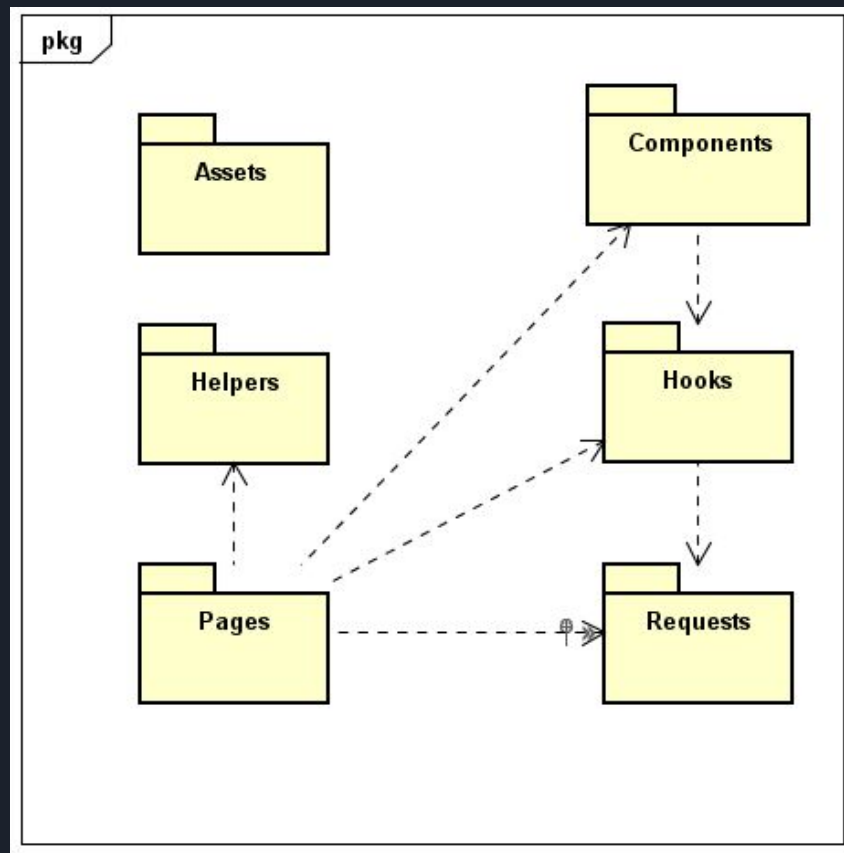 pkg
Assets
Components
Helpers
Hooks
Pages
Requests